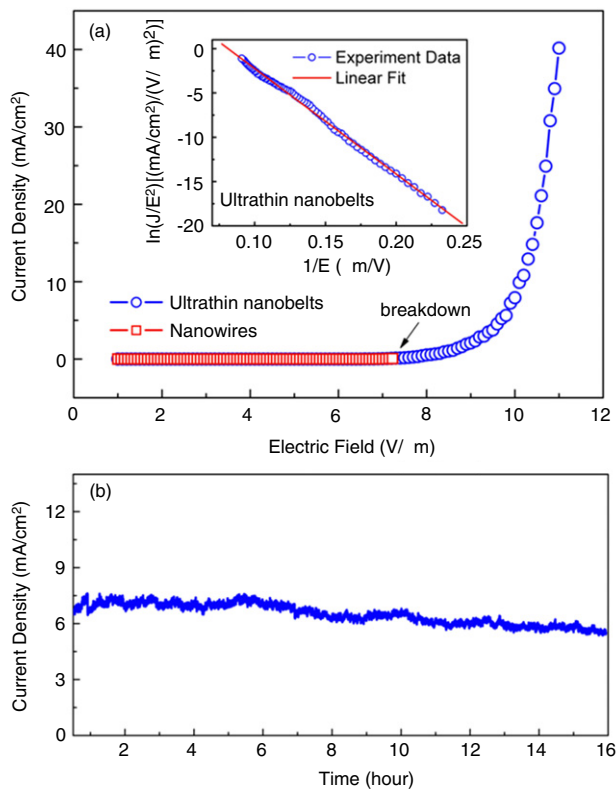 (a)
40
30
20
10
0
Current Density (mA/cm²)
0
-5
-10
-15
-20
ln(J/E²)[(mA/cm²)/(V/ m)²)]
Experiment Data
Linear Fit
Ultrathin nanobelts
0.10 0.15 0.20 0.25
1/E ( m/V)
Ultrathin nanobelts
Nanowires
breakdown
0 2 4 6 8 10 12
Electric Field (V/ m)
(b)
12
9
6
3
0
Current Density (mA/cm²)
2 4 6 8 10 12 14 16
Time (hour)